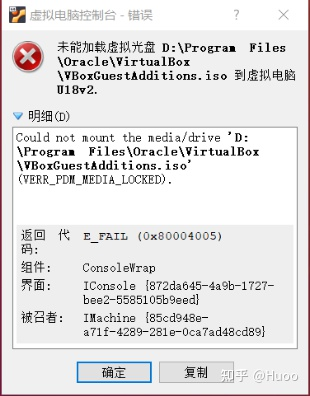 虚拟电脑控制台 - 错误
未能加载虚拟光盘 D:\Program Files
\Oracle\VirtualBox
\VBoxGuestAdditions.iso 到虚拟电脑
U18v2.
明细(D)
Could not mount the media/drive 'D:
\Program Files\Oracle\VirtualBox
\VBoxGuestAdditions.iso'
(VERR_PDM_MEDIA_LOCKED).
返回 代码: E_FAIL (0x80004005)
组件: ConsoleWrap
界面: IConsole {872da645-4a9b-1727-
bee2-5585105b9eed}
被召者: IMachine {85cd948e-
a71f-4289-281e-0ca7ad48cd89}
确定 复制
知乎 @Huoo